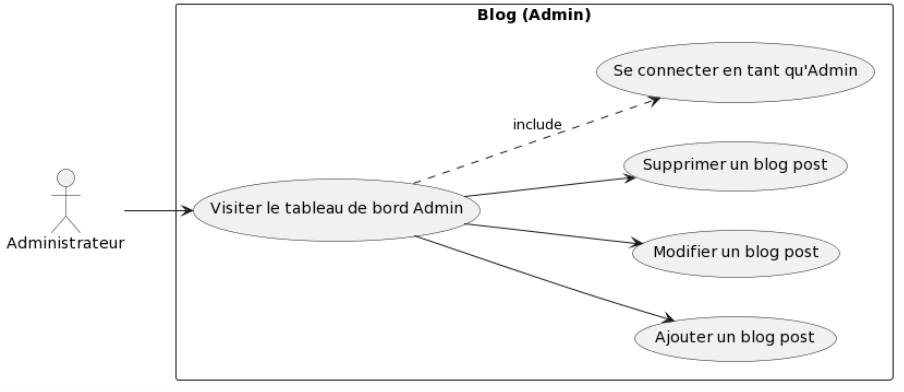 Blog (Admin)
Se connecter en tant qu'Admin
include
Supprimer un blog post
Visiter le tableau de bord Admin
Administrateur
Modifier un blog post
Ajouter un blog post